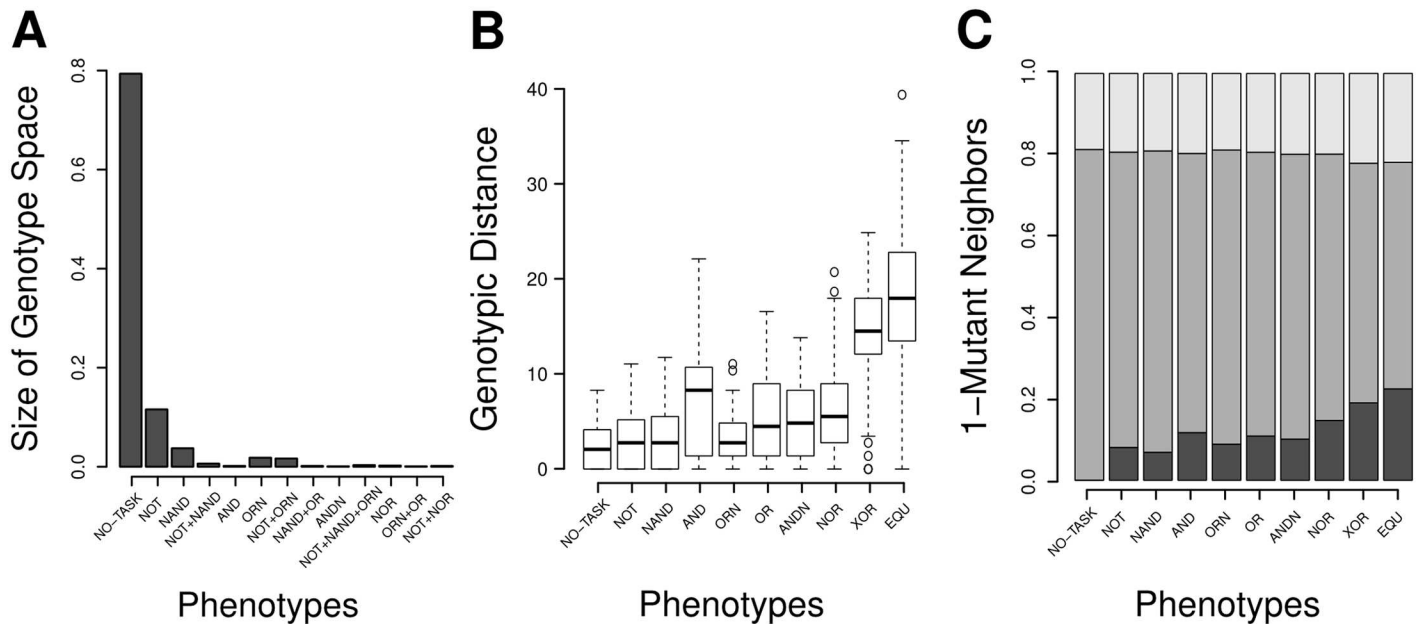 A
Size of Genotype Space
0.8
0.6
0.4
0.2
0.0
NO-TASK
NOT
NAND
NOT+NAND
AND
ORN
NOT+ORN
NAND+OR
ANDN
NOT+NAND+ORN
NOR
ORN+OR
NOT+NOR
Phenotypes
B
Genotypic Distance
40
30
20
10
0
NO-TASK
NOT
NAND
AND
ORN
OR
ANDN
NOR
XOR
EQU
Phenotypes
C
1-Mutant Neighbors
1.0
0.8
0.6
0.4
0.2
0.0
NO-TASK
NOT
NAND
AND
ORN
OR
ANDN
NOR
XOR
EQU
Phenotypes